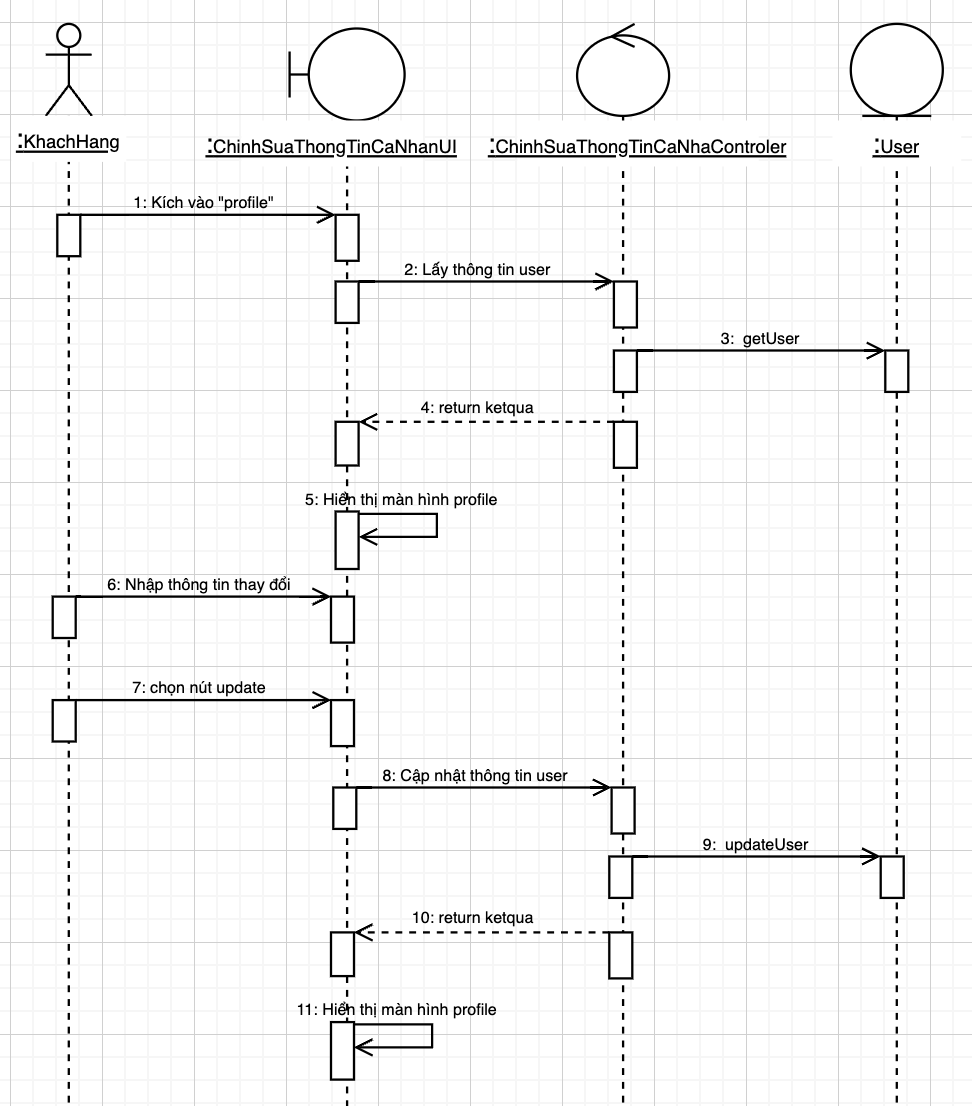 :KhachHang
:ChinhSuaThongTinCaNhanUI
:ChinhSuaThongTinCaNhaControler
:User
1: Kích vào "profile"
2: Lấy thông tin user
3: getUser
4: return ketqua
5: Hiển thị màn hình profile
6: Nhập thông tin thay đổi
7: chọn nút update
8: Cập nhật thông tin user
9: updateUser
10: return ketqua
11: Hiển thị màn hình profile